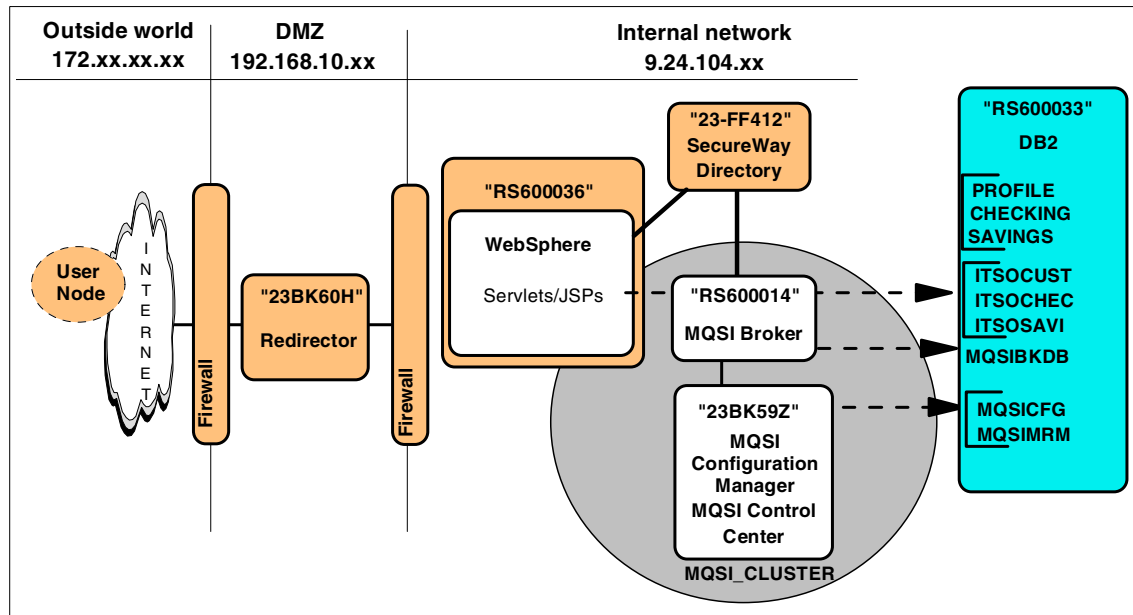 Outside world
172.xx.xx.xx
DMZ
192.168.10.xx
Internal network
9.24.104.xx
User
Node
INTERNET
Firewall
"23BK60H"
Redirector
Firewall
"RS600036"
WebSphere
Servlets/JSPs
"23-FF412"
SecureWay
Directory
"RS600014"
MQSI Broker
"23BK59Z"
MQSI
Configuration
Manager
MQSI Control
Center
MQSI_CLUSTER
"RS600033"
DB2
PROFILE
CHECKING
SAVINGS
ITSOCUST
ITSOCHEC
ITSOSAVI
MQSIBKDB
MQSICFG
MQSIMRM